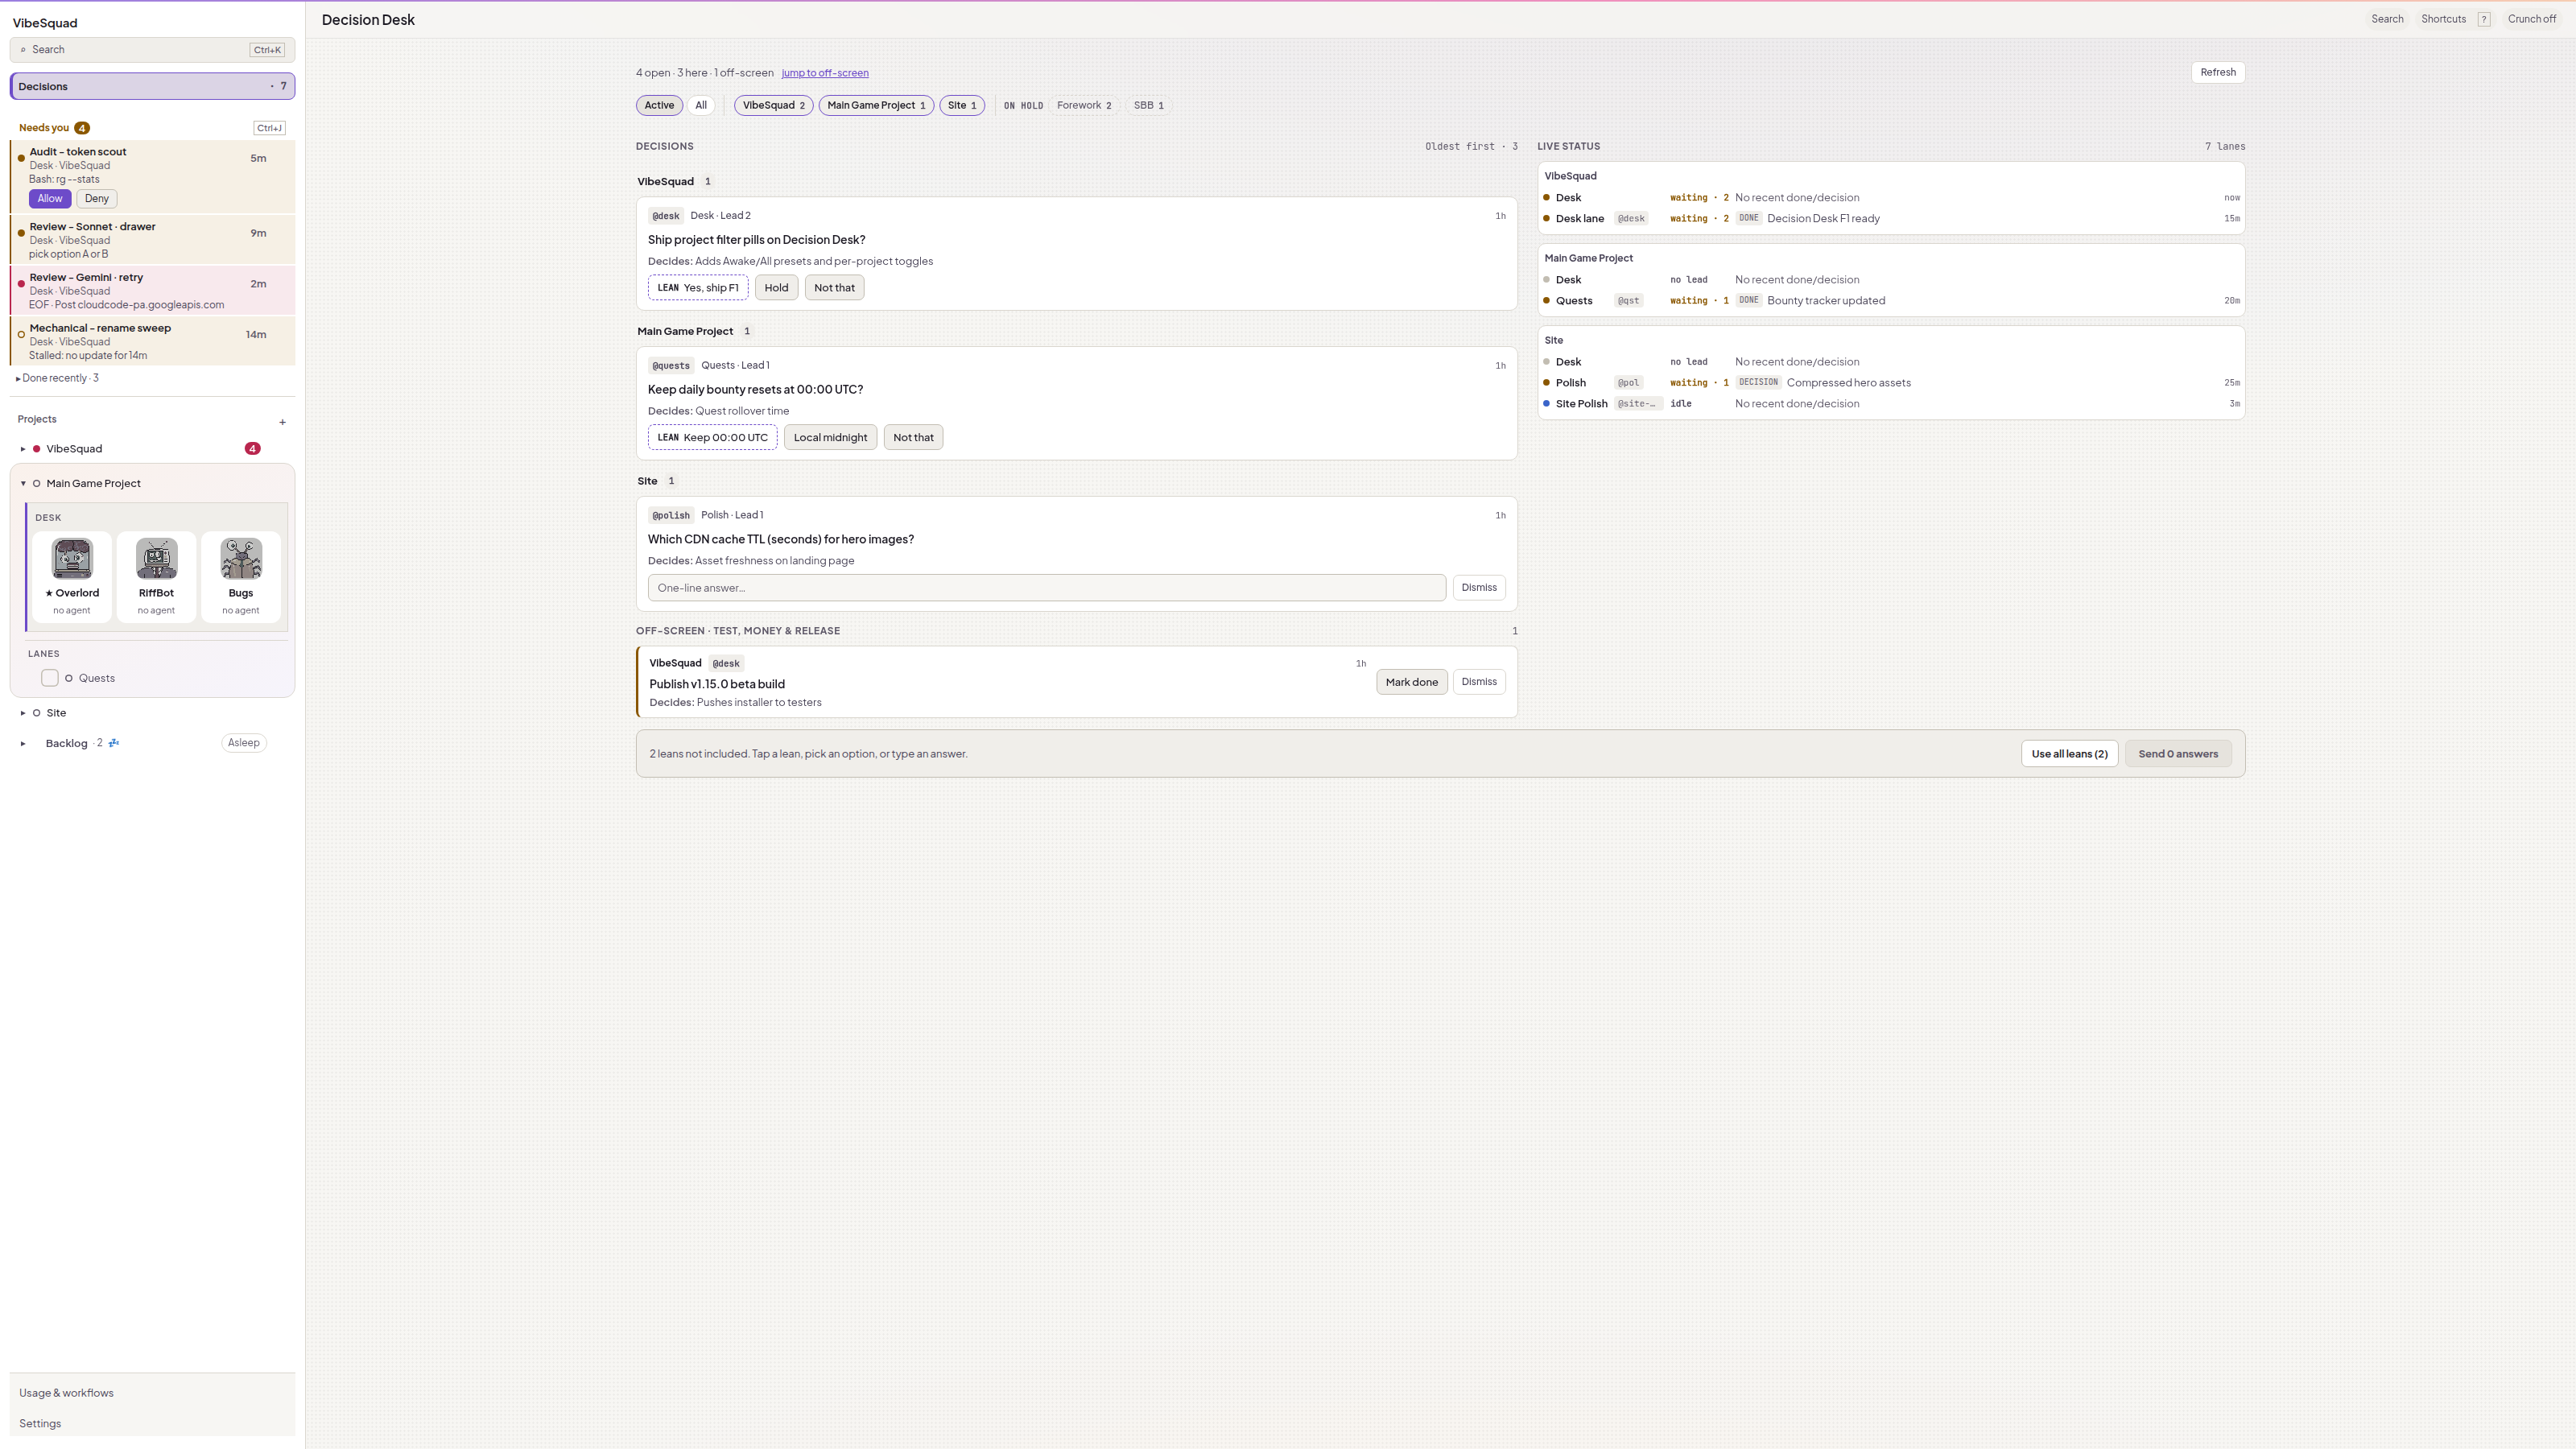 VibeSquad
Search Ctrl+K
Decisions · 7
Needs you 4 Ctrl+J
Audit – token scout 5m
Desk · VibeSquad
Bash: rg --stats
Allow Deny
Review – Sonnet · drawer 9m
Desk · VibeSquad
pick option A or B
Review – Gemini · retry 2m
Desk · VibeSquad
EOF · Post cloudcode-pa.googleapis.com
Mechanical – rename sweep 14m
Desk · VibeSquad
Stalled: no update for 14m
▸ Done recently · 3
Projects +
▸ VibeSquad 4
▾ Main Game Project
DESK
★ Overlord RiffBot Bugs
no agent no agent no agent
LANES
Quests
▸ Site
▸ Backlog · 2 💤 Asleep
Usage & workflows
Settings
Decision Desk
Search Shortcuts ? Crunch off
4 open · 3 here · 1 off-screen Jump to off-screen Refresh
Active All VibeSquad 2 Main Game Project 1 Site 1 ON HOLD Forework 2 SBB 1
DECISIONS Oldest first · 3
VibeSquad 1
@desk Desk · Lead 2 1h
Ship project filter pills on Decision Desk?
Decides: Adds Awake/All presets and per-project toggles
LEAN Yes, ship F1 Hold Not that
Main Game Project 1
@quests Quests · Lead 1 1h
Keep daily bounty resets at 00:00 UTC?
Decides: Quest rollover time
LEAN Keep 00:00 UTC Local midnight Not that
Site 1
@polish Polish · Lead 1 1h
Which CDN cache TTL (seconds) for hero images?
Decides: Asset freshness on landing page
One-line answer… Dismiss
OFF-SCREEN · TEST, MONEY & RELEASE 1
VibeSquad @desk 1h
Publish v1.15.0 beta build
Decides: Pushes installer to testers
Mark done Dismiss
LIVE STATUS 7 lanes
VibeSquad
Desk waiting · 2 No recent done/decision now
Desk lane @desk waiting · 2 DONE Decision Desk F1 ready 15m
Main Game Project
Desk no lead No recent done/decision
Quests @qst waiting · 1 DONE Bounty tracker updated 20m
Site
Desk no lead No recent done/decision
Polish @pol waiting · 1 DECISION Compressed hero assets 25m
Site Polish @site-… idle No recent done/decision 3m
2 leans not included. Tap a lean, pick an option, or type an answer. Use all leans (2) Send 0 answers